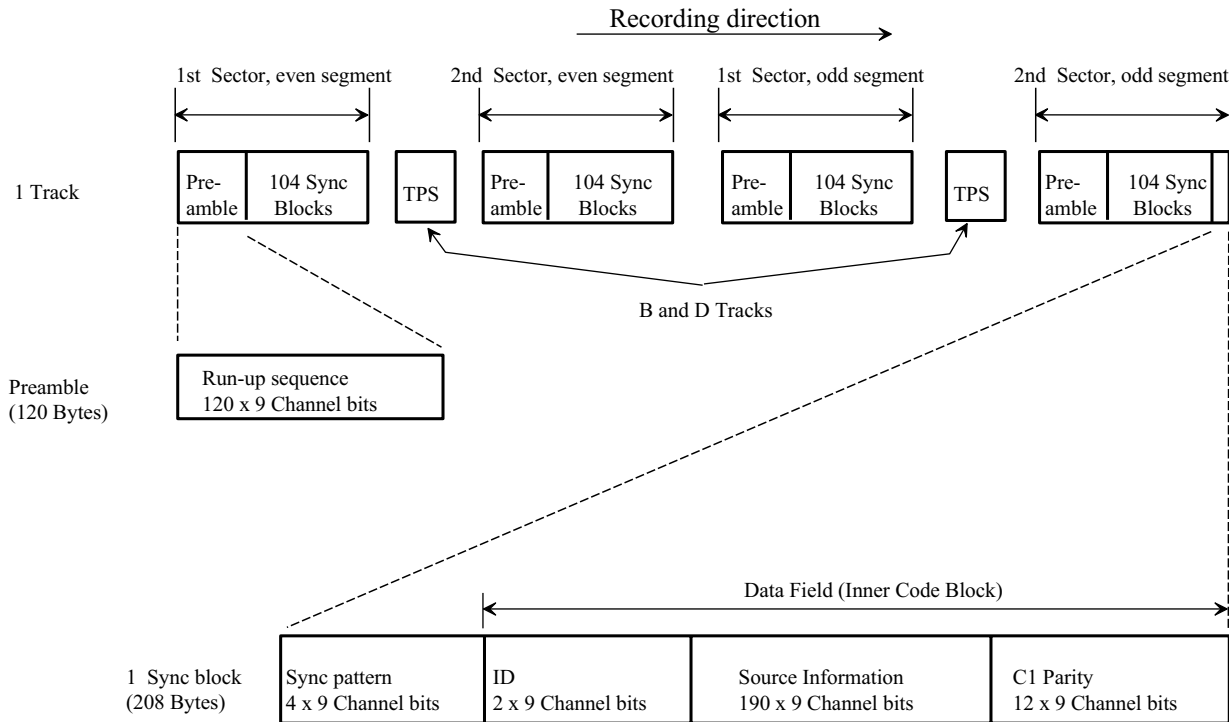 Recording direction
1st Sector, even segment
2nd Sector, even segment
1st Sector, odd segment
2nd Sector, odd segment
1 Track
Pre-
amble
104 Sync
Blocks
TPS
Pre-
amble
104 Sync
Blocks
Pre-
amble
104 Sync
Blocks
TPS
Pre-
amble
104 Sync
Blocks
B and D Tracks
Preamble
(120 Bytes)
Run-up sequence
120 x 9 Channel bits
Data Field (Inner Code Block)
1 Sync block
(208 Bytes)
Sync pattern
4 x 9 Channel bits
ID
2 x 9 Channel bits
Source Information
190 x 9 Channel bits
C1 Parity
12 x 9 Channel bits